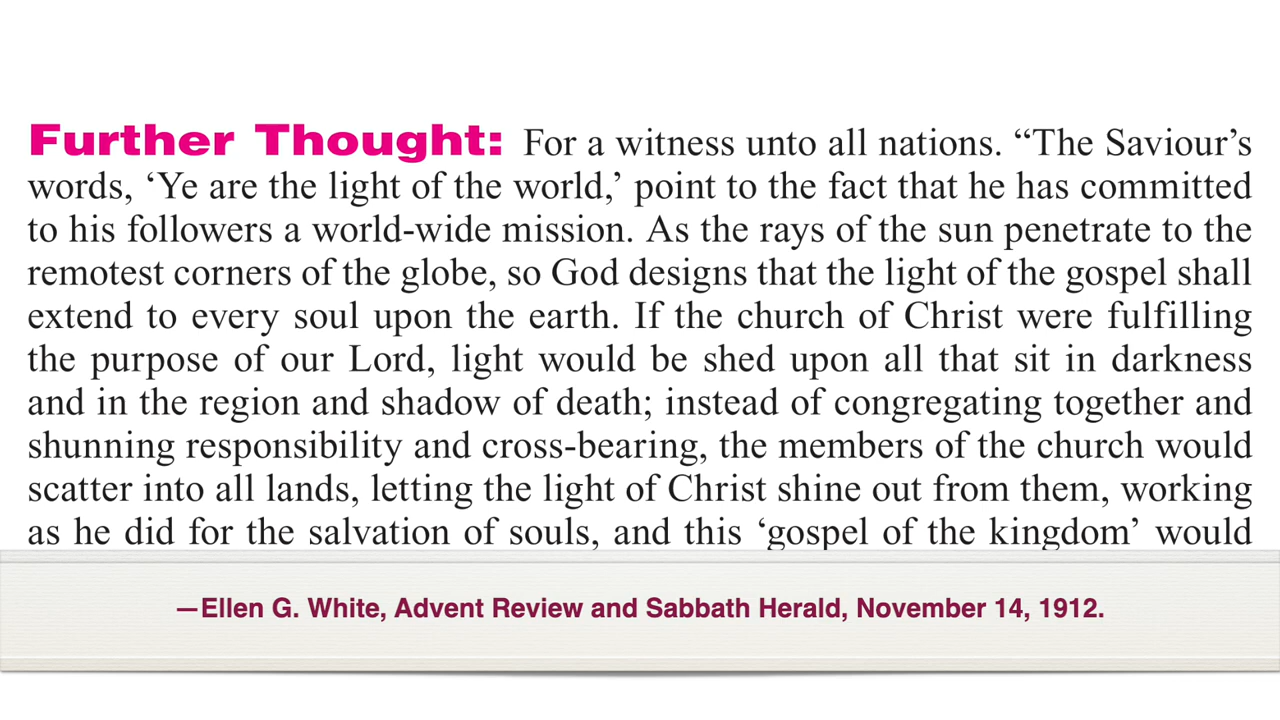 Further Thought: For a witness unto all nations. “The Saviour’s
words, ‘Ye are the light of the world,’ point to the fact that he has committed
to his followers a world-wide mission. As the rays of the sun penetrate to the
remotest corners of the globe, so God designs that the light of the gospel shall
extend to every soul upon the earth. If the church of Christ were fulfilling
the purpose of our Lord, light would be shed upon all that sit in darkness
and in the region and shadow of death; instead of congregating together and
shunning responsibility and cross-bearing, the members of the church would
scatter into all lands, letting the light of Christ shine out from them, working
as he did for the salvation of souls, and this ‘gospel of the kingdom’ would
—Ellen G. White, Advent Review and Sabbath Herald, November 14, 1912.